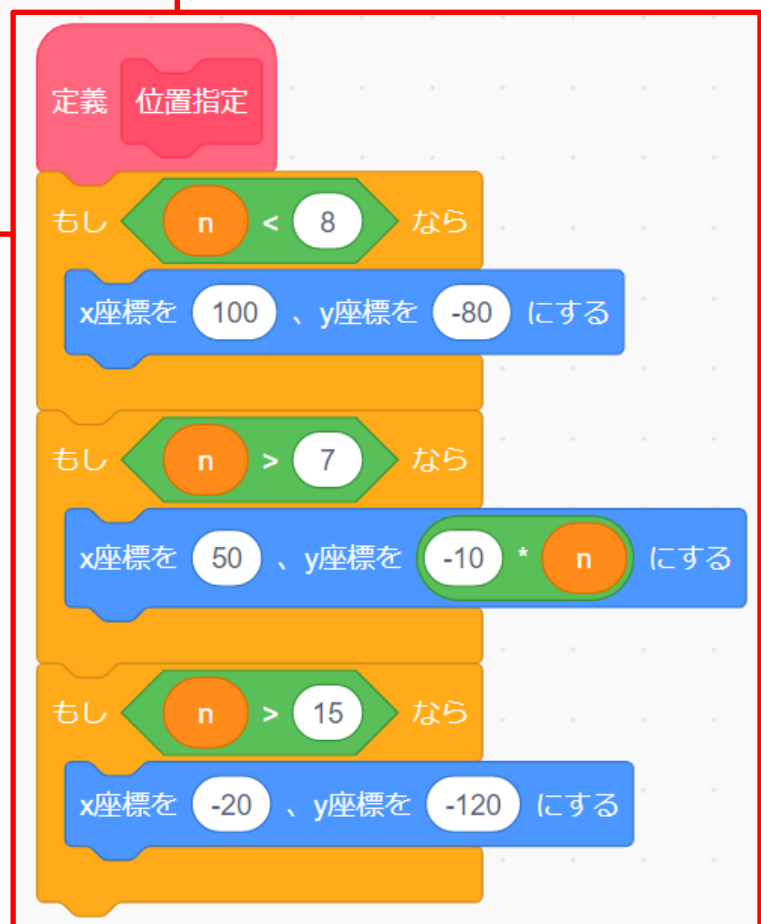 定義 位置指定
もし n < 8 なら
x座標を 100 、y座標を -80 にする
もし n > 7 なら
x座標を 50 、y座標を -10 * n にする
もし n > 15 なら
x座標を -20 、y座標を -120 にする